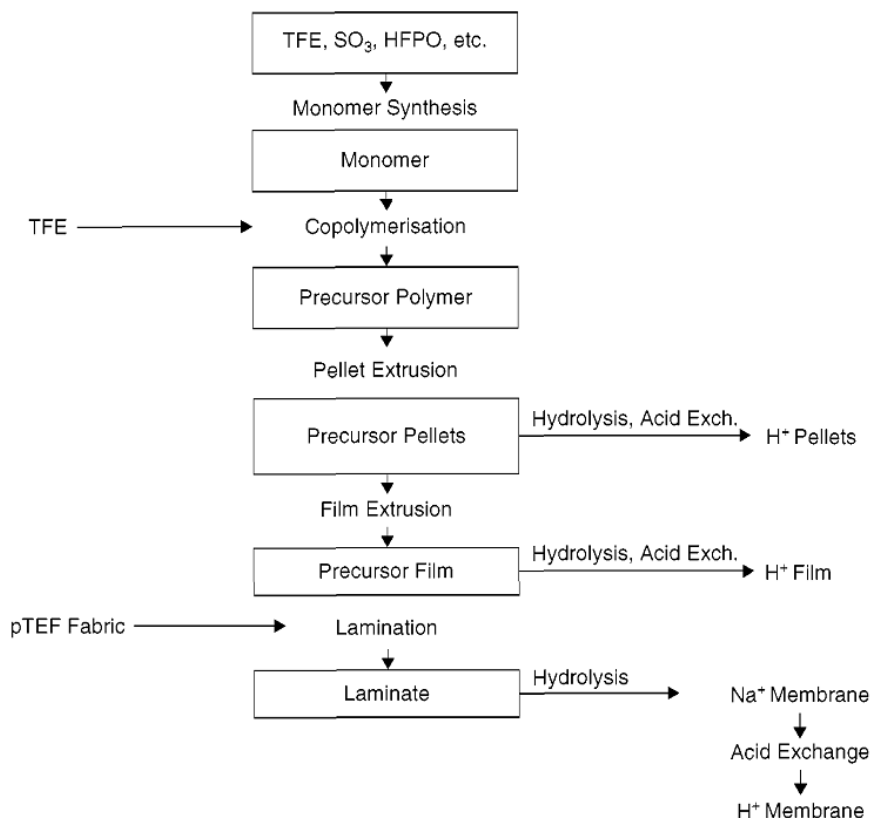 TFE, SO₃, HFPO, etc.
Monomer Synthesis
Monomer
TFE
Copolymerisation
Precursor Polymer
Pellet Extrusion
Precursor Pellets
Hydrolysis, Acid Exch.
H⁺ Pellets
Film Extrusion
Precursor Film
Hydrolysis, Acid Exch.
H⁺ Film
pTEF Fabric
Lamination
Laminate
Hydrolysis
Na⁺ Membrane
Acid Exchange
H⁺ Membrane